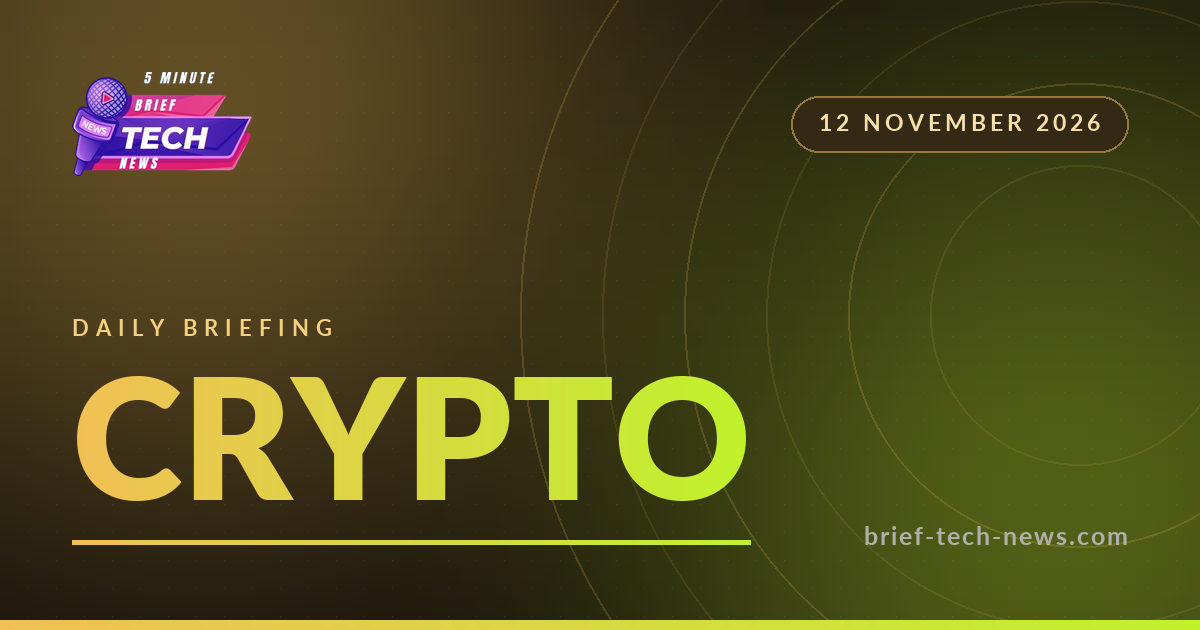 5 MINUTE
BRIEF
NEWS
TECH
NEWS
12 NOVEMBER 2026
DAILY BRIEFING
CRYPTO
brief-tech-news.com